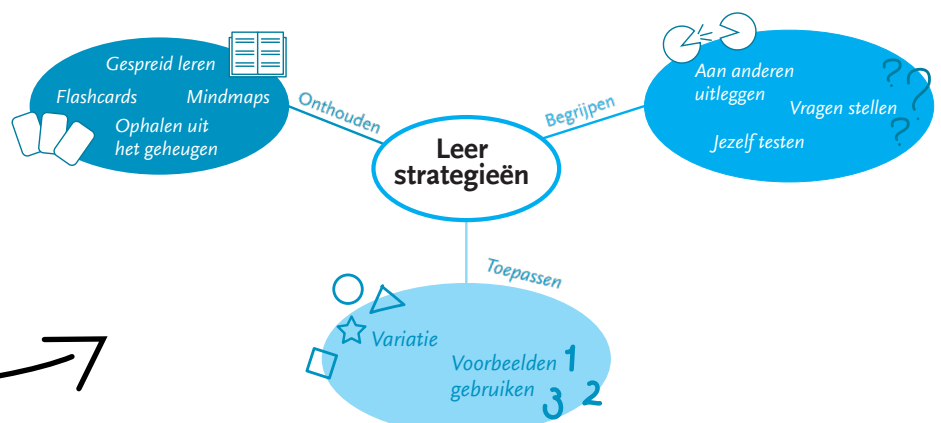 Leer
strategieën
Onthouden
Gespreid leren
Flashcards
Mindmaps
Ophalen uit
het geheugen
Begrijpen
Aan anderen
uitleggen
Vragen stellen
Jezelf testen
???
Toepassen
Variatie
Voorbeelden
gebruiken
1
2
3